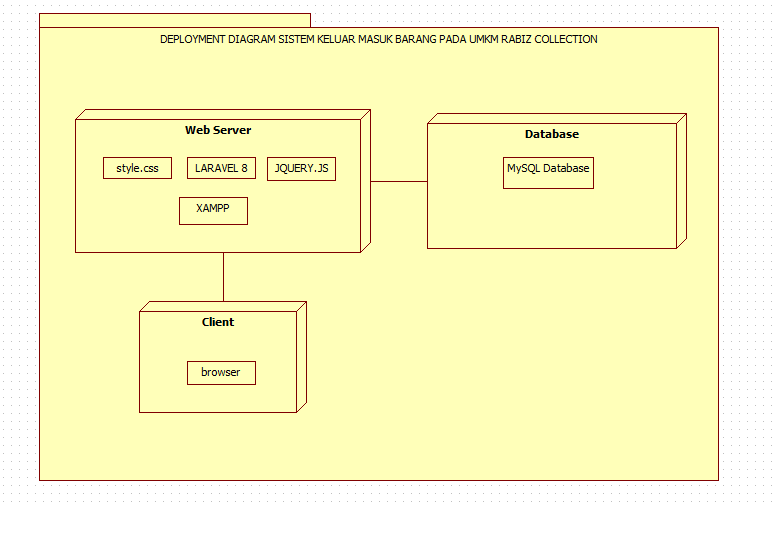 DEPLOYMENT DIAGRAM SISTEM KELUAR MASUK BARANG PADA UMKM RABIZ COLLECTION
Web Server
style.css
LARAVEL 8
JQUERY.JS
XAMPP
Database
MySQL Database
Client
browser